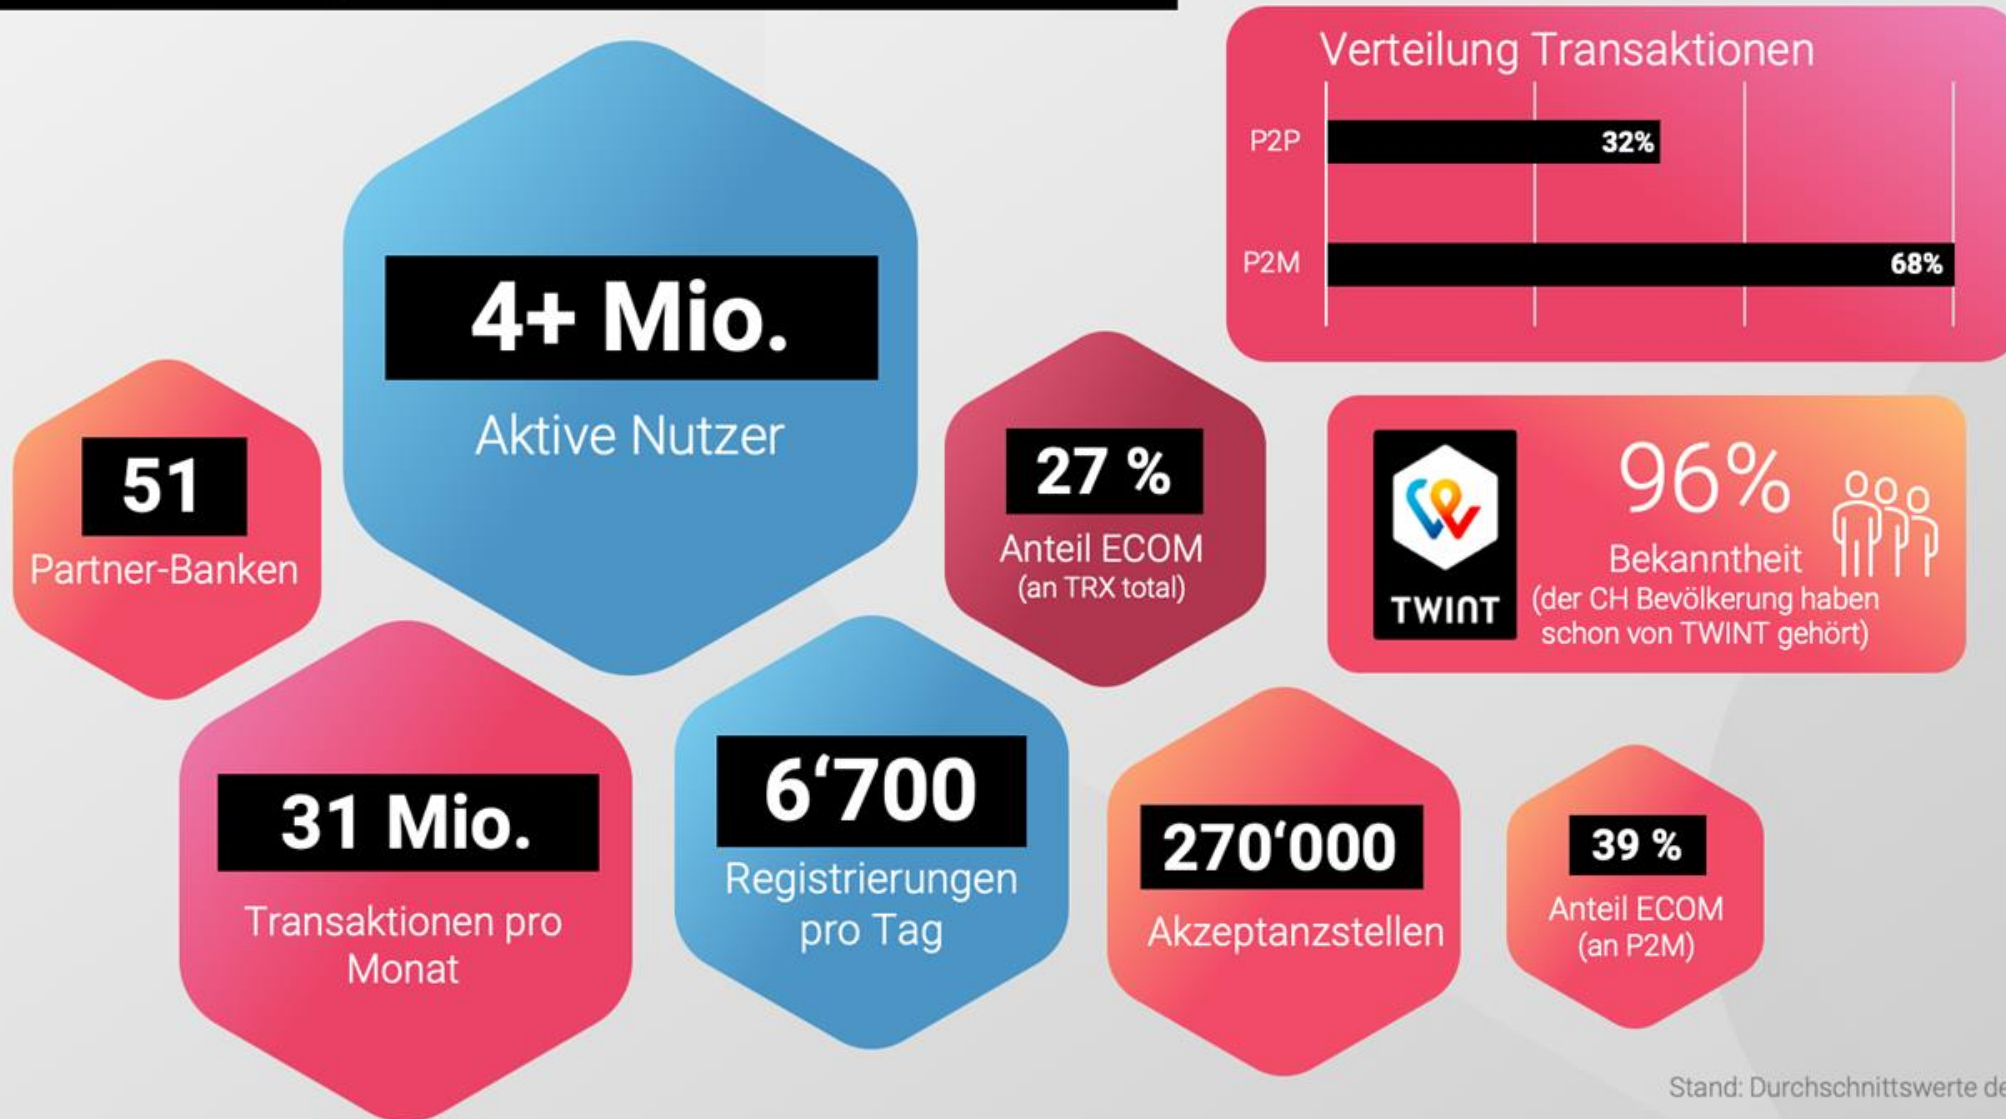 Verteilung Transaktionen
P2P
32%
P2M
68%
4+ Mio.
Aktive Nutzer
51
Partner-Banken
27 %
Anteil ECOM
(an TRX total)
TWINT
96%
Bekanntheit
(der CH Bevölkerung haben
schon von TWINT gehört)
31 Mio.
Transaktionen pro
Monat
6‘700
Registrierungen
pro Tag
270‘000
Akzeptanzstellen
39 %
Anteil ECOM
(an P2M)
Stand: Durchschnittswerte